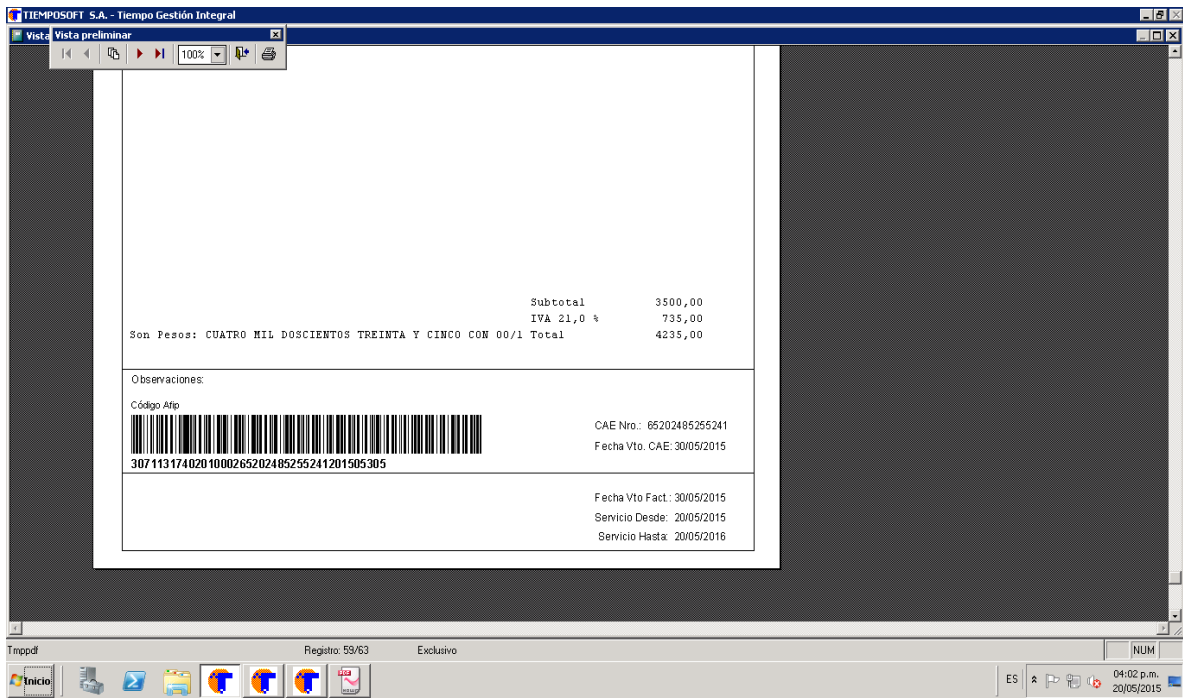 TIEMPOSOFT S.A. - Tiempo Gestión Integral
Vista
Vista preliminar
100%
Subtotal 3500,00
IVA 21,0 % 735,00
Son Pesos: CUATRO MIL DOSCIENTOS TREINTA Y CINCO CON 00/1 Total 4235,00
Observaciones:
Código Afip
CAE Nro.: 65202485255241
Fecha Vto. CAE: 30/05/2015
3071131740201000265202485255241201505305
Fecha Vto Fact.: 30/05/2015
Servicio Desde: 20/05/2015
Servicio Hasta: 20/05/2016
Tmppdf Registro: 59/63 Exclusivo NUM
Inicio
ES
04:02 p.m.
20/05/2015